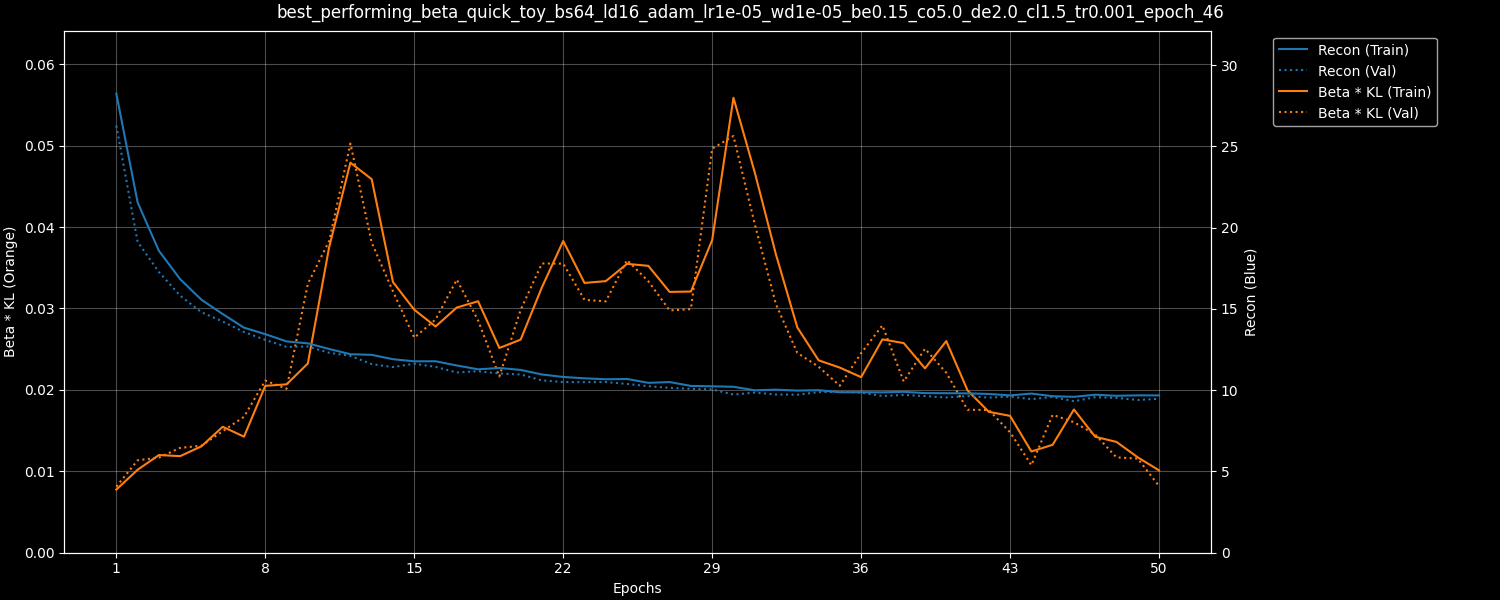 best_performing_beta_quick_toy_bs64_ld16_adam_lr1e-05_wd1e-05_be0.15_co5.0_de2.0_cl1.5_tr0.001_epoch_46
Recon (Train)
Recon (Val)
Beta * KL (Train)
Beta * KL (Val)
Beta * KL (Orange)
0.06
0.05
0.04
0.03
0.02
0.01
0.00
30
25
20
15
10
5
0
Recon (Blue)
1 8 15 22 29 36 43 50
Epochs